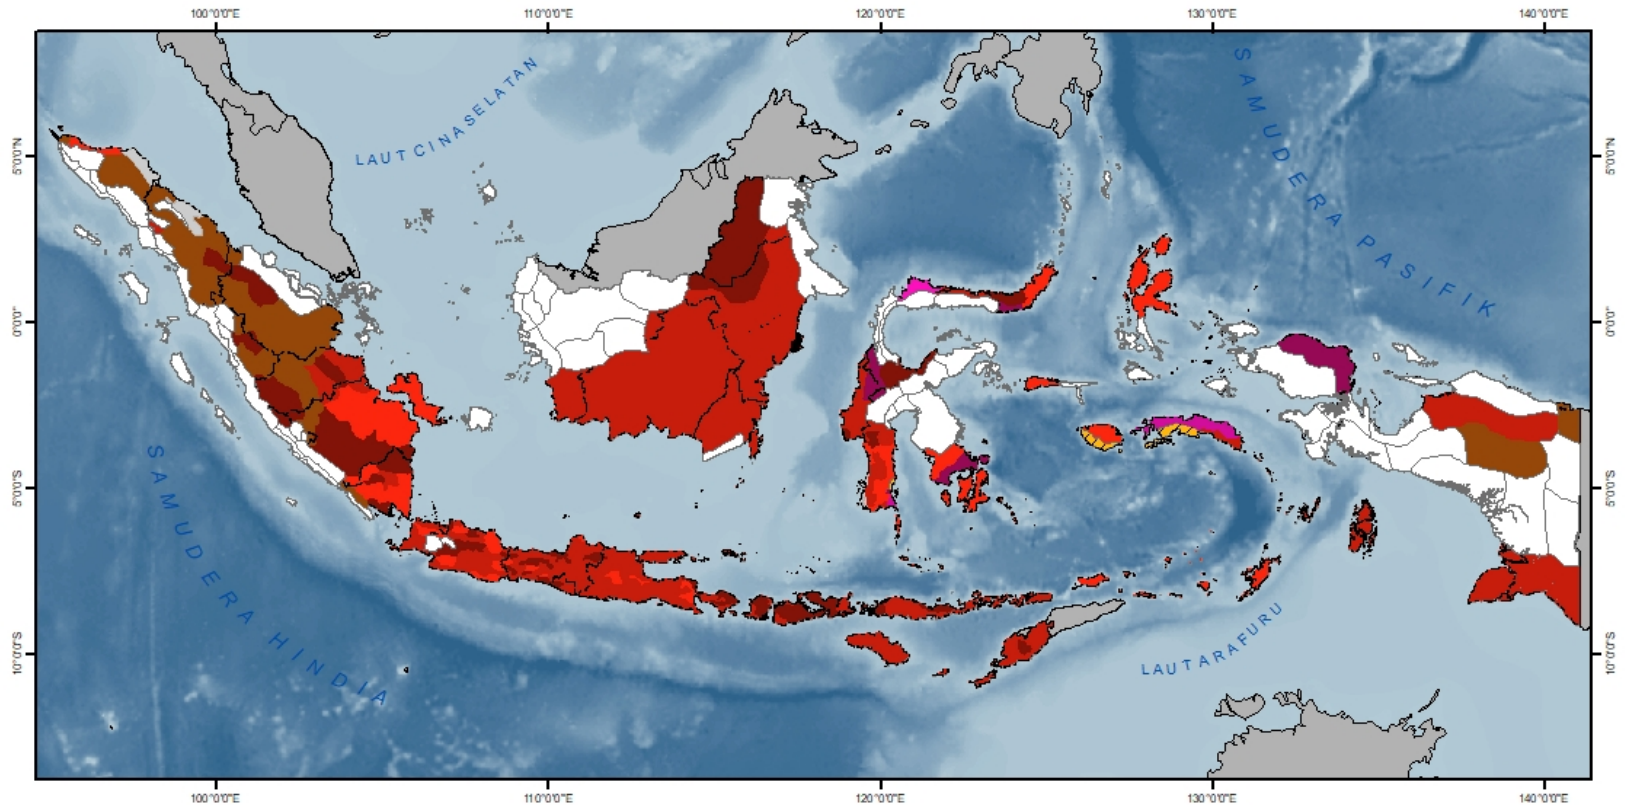 100°0'0"E 110°0'0"E 120°0'0"E 130°0'0"E 140°0'0"E
5°0'0"N 5°0'0"N
0°0'0" 0°0'0"
5°0'0"S 5°0'0"S
10°0'0"S 10°0'0"S
LAUT CINA SELATAN
SAMUDERA PASIFIK
SAMUDERA HINDIA
LAUT ARAFURU
100°0'0"E 110°0'0"E 120°0'0"E 130°0'0"E 140°0'0"E